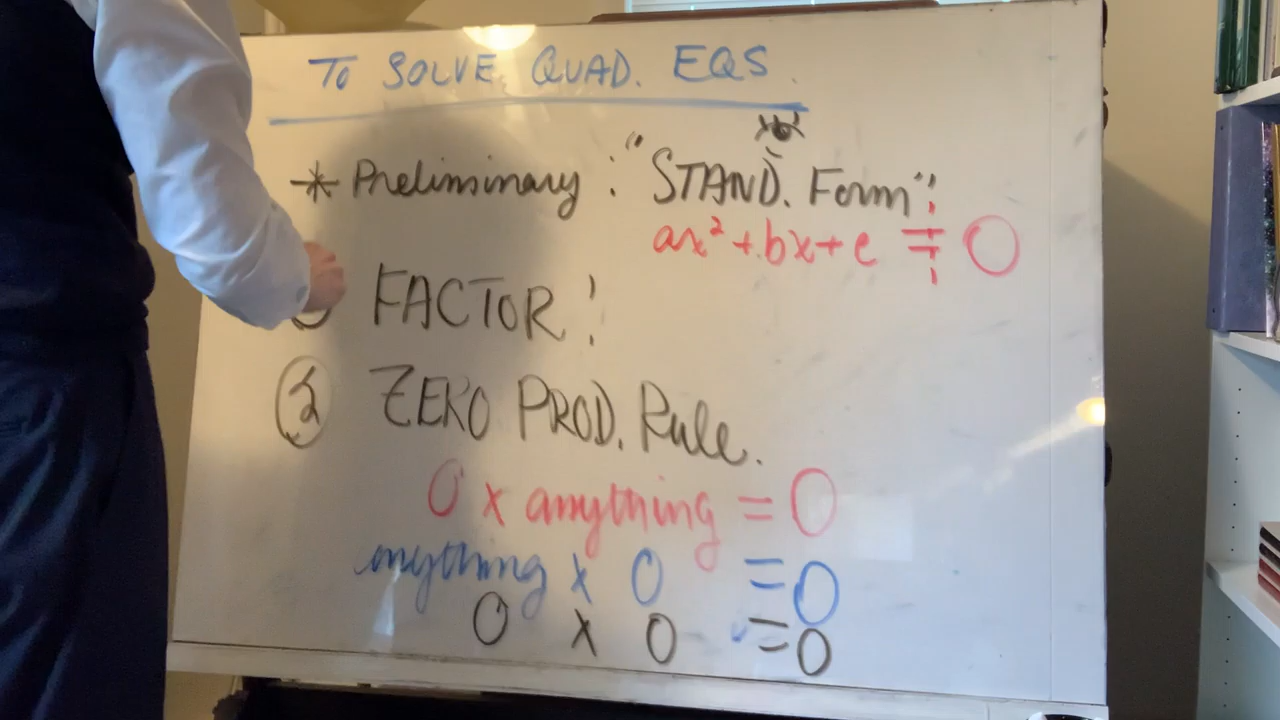 To SOLVE QUAD. EQS.
* Preliminary : "STAND. Form":
ax² + bx + c = 0
FACTOR!
② ZERO PROD. Rule.
0 x anything = 0
anything x 0 = 0
0 x 0 = 0